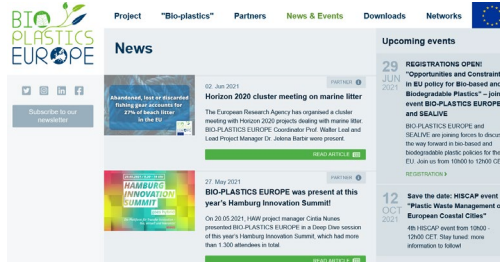 BIO
PLASTICS
EUROPE
Project "Bio-plastics" Partners News & Events Downloads Networks
Subscribe to our
newsletter
News
Abandoned, lost or discarded
fishing gear accounts for
27% of beach litter
in the EU
PARTNER
02. Jun 2021
Horizon 2020 cluster meeting on marine litter
The European Research Agency has organised a cluster
meeting with Horizon 2020 projects dealing with marine litter.
BIO-PLASTICS EUROPE Coordinator Prof. Walter Leal and
Lead Project Manager Dr. Jelena Barbir were present.
READ ARTICLE
HAMBURG
INNOVATION
SUMMIT
PARTNER
27. May 2021
BIO-PLASTICS EUROPE was present at this
year's Hamburg Innovation Summit!
On 20.05.2021, HAW project manager Cintia Nunes
presented BIO-PLASTICS EUROPE in a Deep Dive session
of this year's Hamburg Innovation Summit, which had more
than 1.300 attendees in total.
READ ARTICLE
Upcoming events
29
JUN
2021
REGISTRATIONS OPEN!
"Opportunities and Constraint
in EU policy for Bio-based and
Biodegradable Plastics" – join
event BIO-PLASTICS EUROPE
and SEALIVE
BIO-PLASTICS EUROPE and
SEALIVE are joining forces to discus
the way forward in bio-based and
biodegradable plastic policies for the
EU. Join us from 10h00 to 12h00 CE
REGISTRATION
12
OCT
2021
Save the date: HISCAP event
"Plastic Waste Management o
European Coastal Cities"
4th HISCAP event from 10h00 -
12h00 CET. Stay tuned: more
information to follow!